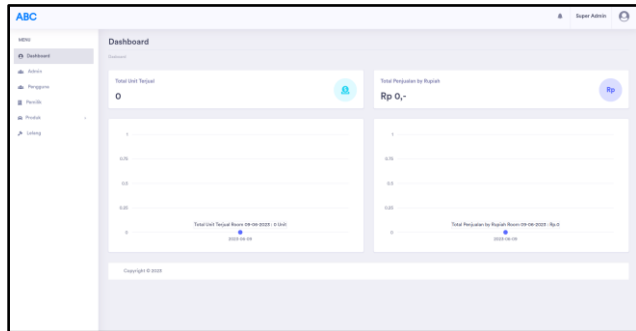 ABC
Super Admin
MENU
Dashboard
Admin
Pengguna
Pemilik
Produk
Lelang
Dashboard
Dashboard
Total Unit Terjual
0
Total Penjualan by Rupiah
Rp 0,-
Rp
1
0.75
0.5
0.25
0
Total Unit Terjual Room 09-06-2023 : 0 Unit
2023-06-09
1
0.75
0.5
0.25
0
Total Penjualan by Rupiah Room 09-06-2023 : Rp.0
2023-06-09
Copyright © 2023